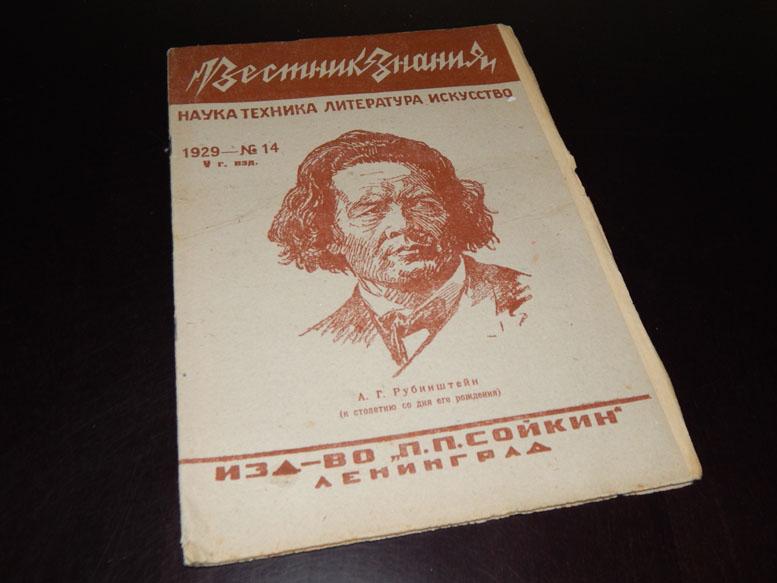 Вестник Знания
НАУКА ТЕХНИКА ЛИТЕРАТУРА ИСКУССТВО
1929—№ 14
V г. изд.
А. Г. Рубинштейн
(к столетию со дня его рождения)
ИЗД-ВО „П.П.СОЙКИН"
ЛЕНИНГРАД